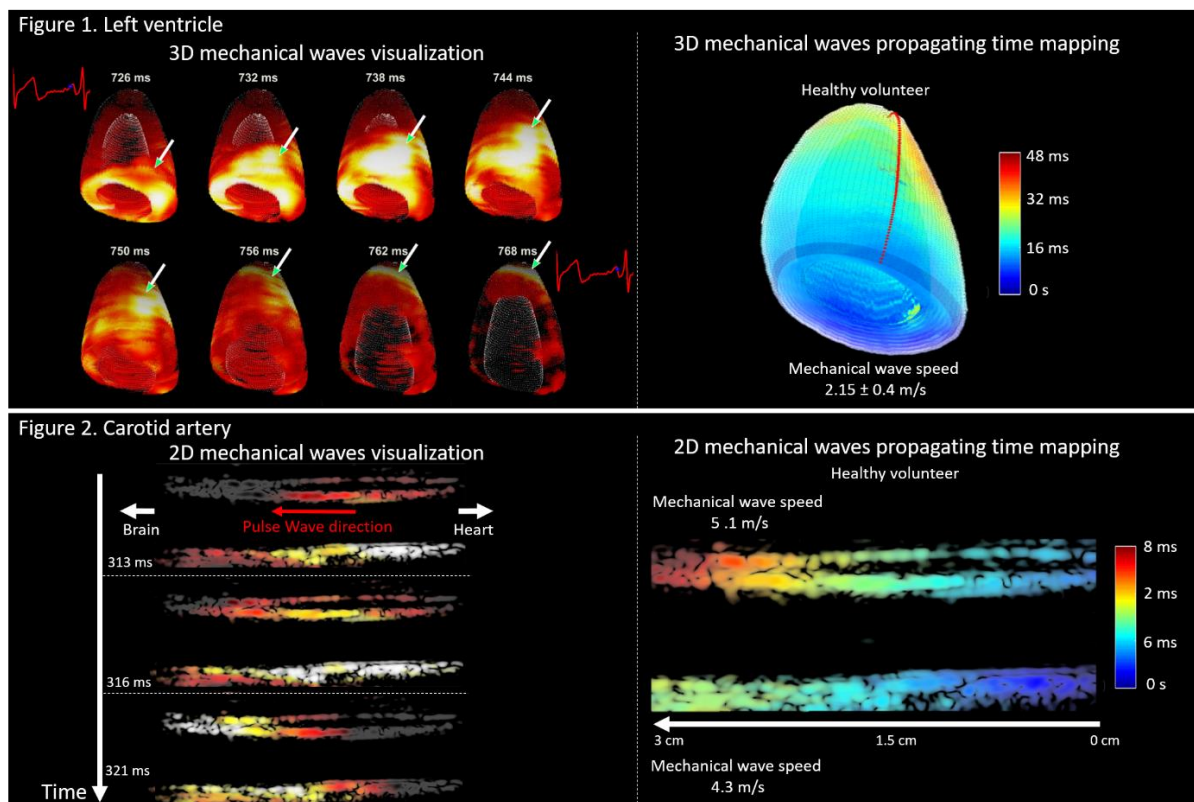 Figure 1. Left ventricle
3D mechanical waves visualization
726 ms
732 ms
738 ms
744 ms
750 ms
756 ms
762 ms
768 ms
3D mechanical waves propagating time mapping
Healthy volunteer
48 ms
32 ms
16 ms
0 s
Mechanical wave speed
2.15 ± 0.4 m/s
Figure 2. Carotid artery
2D mechanical waves visualization
Brain
Pulse Wave direction
Heart
313 ms
316 ms
321 ms
Time
2D mechanical waves propagating time mapping
Healthy volunteer
Mechanical wave speed
5 .1 m/s
8 ms
2 ms
6 ms
0 s
3 cm
1.5 cm
0 cm
Mechanical wave speed
4.3 m/s